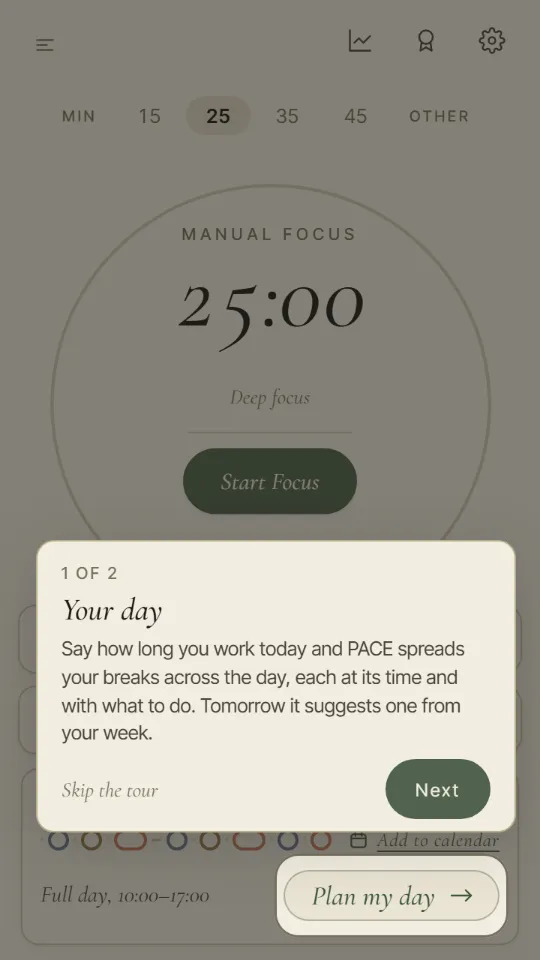 MIN 15 25 35 45 OTHER
MANUAL FOCUS
25:00
Deep focus
Start Focus
1 OF 2
Your day
Say how long you work today and PACE spreads
your breaks across the day, each at its time and
with what to do. Tomorrow it suggests one from
your week.
Skip the tour
Next
Add to calendar
Full day, 10:00–17:00
Plan my day →